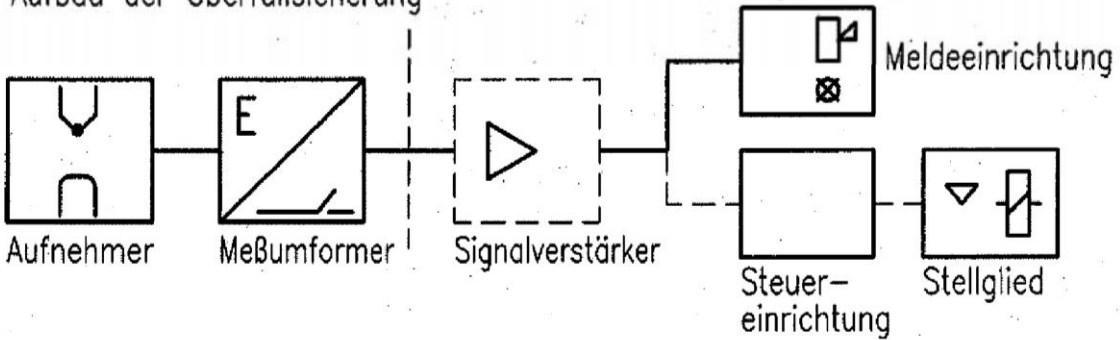 Aufbau der Überfüllsicherung
Meldeeinrichtung
E
Aufnehmer
Meßumformer
Signalverstärker
Steuer-
einrichtung
Stellglied